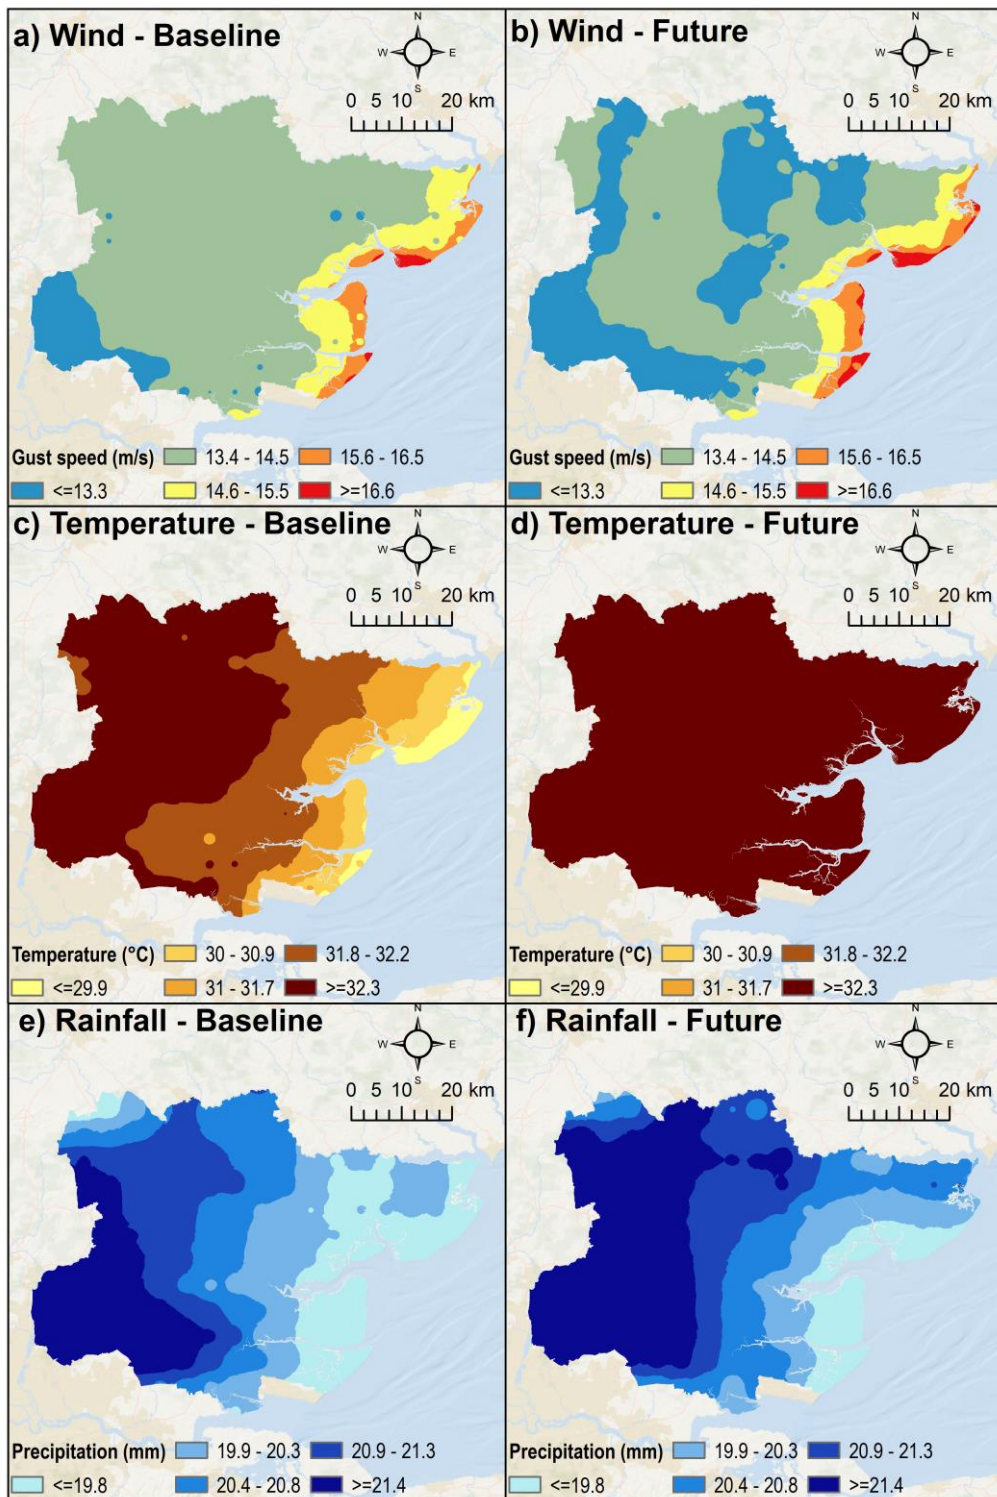 a) Wind - Baseline
N
W E
S
0 5 10 20 km
Gust speed (m/s) 13.4 - 14.5 15.6 - 16.5
<=13.3 14.6 - 15.5 >=16.6
b) Wind - Future
N
W E
S
0 5 10 20 km
Gust speed (m/s) 13.4 - 14.5 15.6 - 16.5
<=13.3 14.6 - 15.5 >=16.6
c) Temperature - Baseline
N
W E
S
0 5 10 20 km
Temperature (°C) 30 - 30.9 31.8 - 32.2
<=29.9 31 - 31.7 >=32.3
d) Temperature - Future
N
W E
S
0 5 10 20 km
Temperature (°C) 30 - 30.9 31.8 - 32.2
<=29.9 31 - 31.7 >=32.3
e) Rainfall - Baseline
N
W E
S
0 5 10 20 km
Precipitation (mm) 19.9 - 20.3 20.9 - 21.3
<=19.8 20.4 - 20.8 >=21.4
f) Rainfall - Future
N
W E
S
0 5 10 20 km
Precipitation (mm) 19.9 - 20.3 20.9 - 21.3
<=19.8 20.4 - 20.8 >=21.4